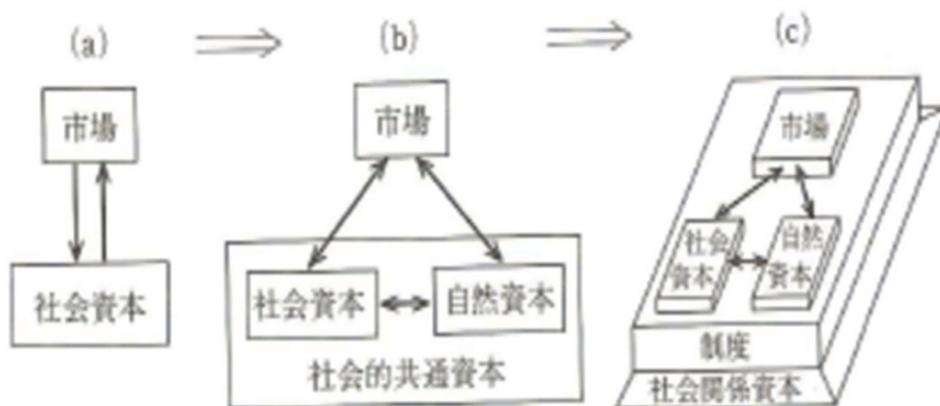 (a)
(b)
(c)
市場
社会資本
市場
社会資本
自然資本
社会的共通資本
市場
社会
資本
自然
資本
制度
社会関係資本